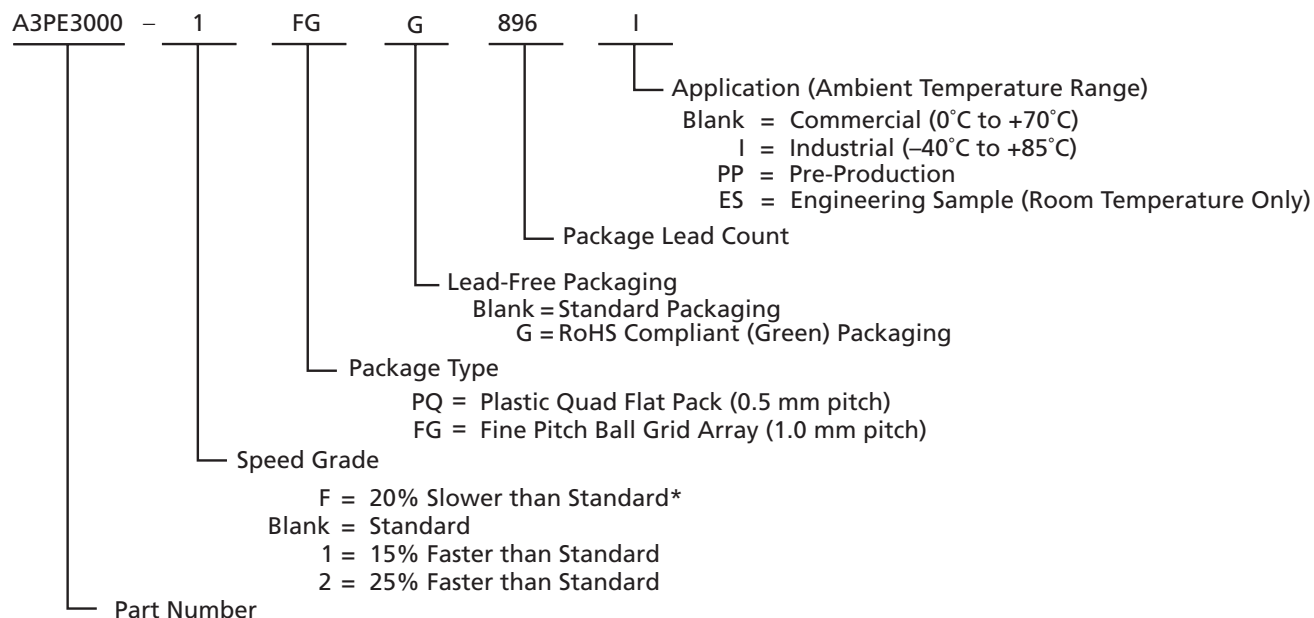 A3PE3000 – 1 FG G 896 I
Application (Ambient Temperature Range)
Blank = Commercial (0˚C to +70˚C)
I = Industrial (–40˚C to +85˚C)
PP = Pre-Production
ES = Engineering Sample (Room Temperature Only)
Package Lead Count
Lead-Free Packaging
Blank = Standard Packaging
G = RoHS Compliant (Green) Packaging
Package Type
PQ = Plastic Quad Flat Pack (0.5 mm pitch)
FG = Fine Pitch Ball Grid Array (1.0 mm pitch)
Speed Grade
F = 20% Slower than Standard*
Blank = Standard
1 = 15% Faster than Standard
2 = 25% Faster than Standard
Part Number